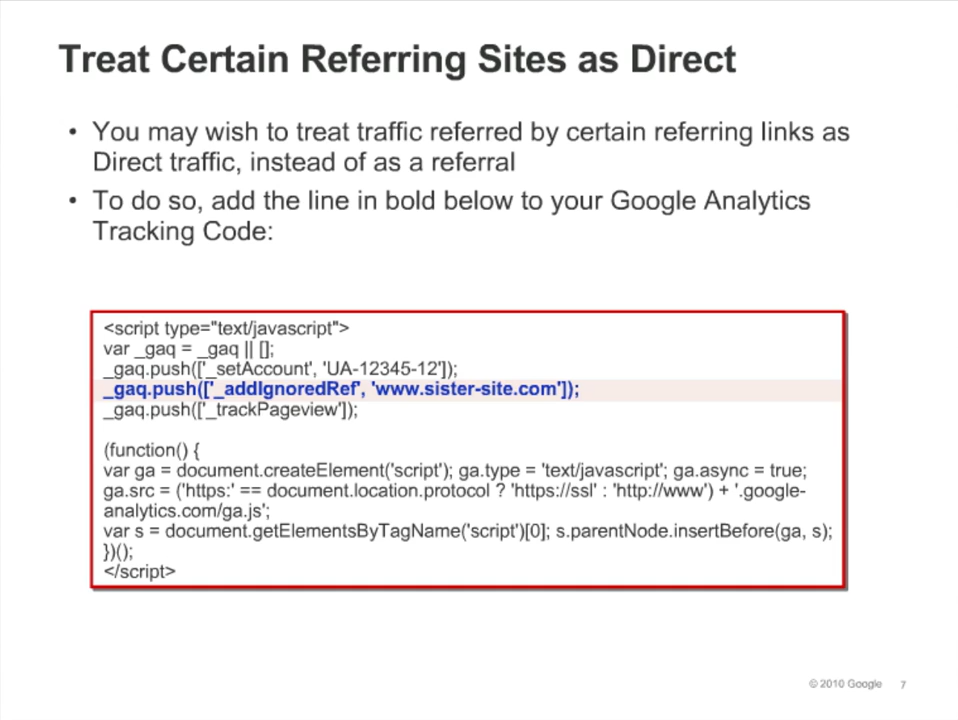 Treat Certain Referring Sites as Direct
• You may wish to treat traffic referred by certain referring links as
Direct traffic, instead of as a referral
• To do so, add the line in bold below to your Google Analytics
Tracking Code:
<script type="text/javascript">
var _gaq = _gaq || [];
_gaq.push(['_setAccount', 'UA-12345-12']);
_gaq.push(['_addIgnoredRef', 'www.sister-site.com']);
_gaq.push(['_trackPageview']);
(function() {
var ga = document.createElement('script'); ga.type = 'text/javascript'; ga.async = true;
ga.src = ('https:' == document.location.protocol ? 'https://ssl' : 'http://www') + '.google-
analytics.com/ga.js';
var s = document.getElementsByTagName('script')[0]; s.parentNode.insertBefore(ga, s);
})();
</script>
© 2010 Google 7